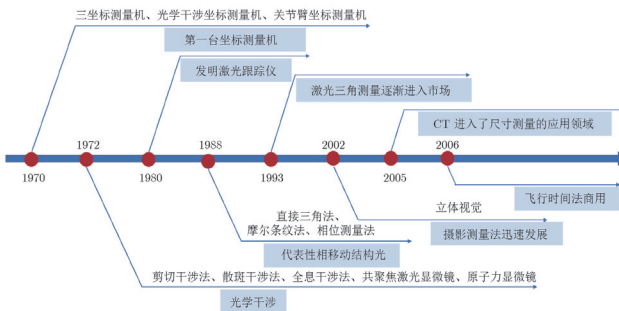 三坐标测量机、光学干涉坐标测量机、关节臂坐标测量机
第一台坐标测量机
发明激光跟踪仪
激光三角测量逐渐进入市场
CT 进入了尺寸测量的应用领域
1972
1988
2002
2006
1970
1980
1993
2005
飞行时间法商用
直接三角法、
摩尔条纹法、相位测量法
代表性相移动结构光
立体视觉
摄影测量法迅速发展
剪切干涉法、散斑干涉法、全息干涉法、共聚焦激光显微镜、原子力显微镜
光学干涉